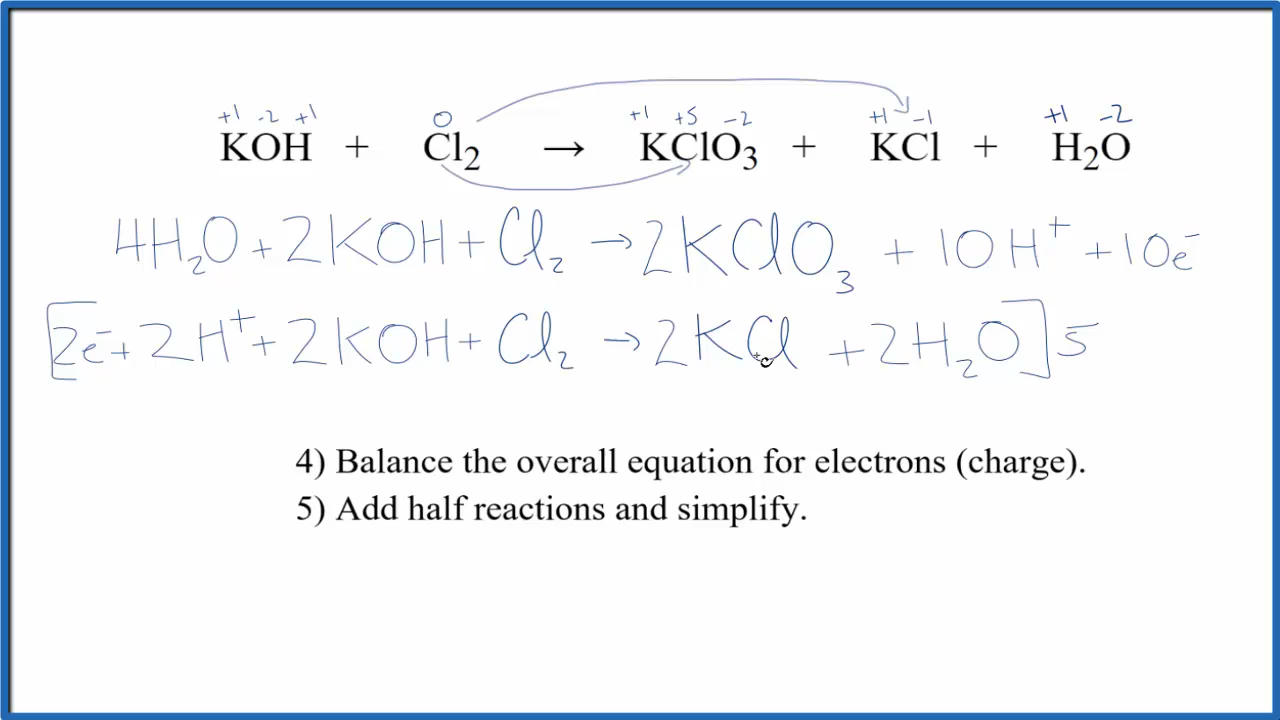 +1 -2 +1 0 +1 +5 -2 +1 -1 +1 -2
KOH + Cl₂ → KClO₃ + KCl + H₂O
4H₂O + 2KOH + Cl₂ → 2KClO₃ + 10H⁺ + 10e⁻
[2e⁻ + 2H⁺ + 2KOH + Cl₂ → 2KCl + 2H₂O]5
4) Balance the overall equation for electrons (charge).
5) Add half reactions and simplify.